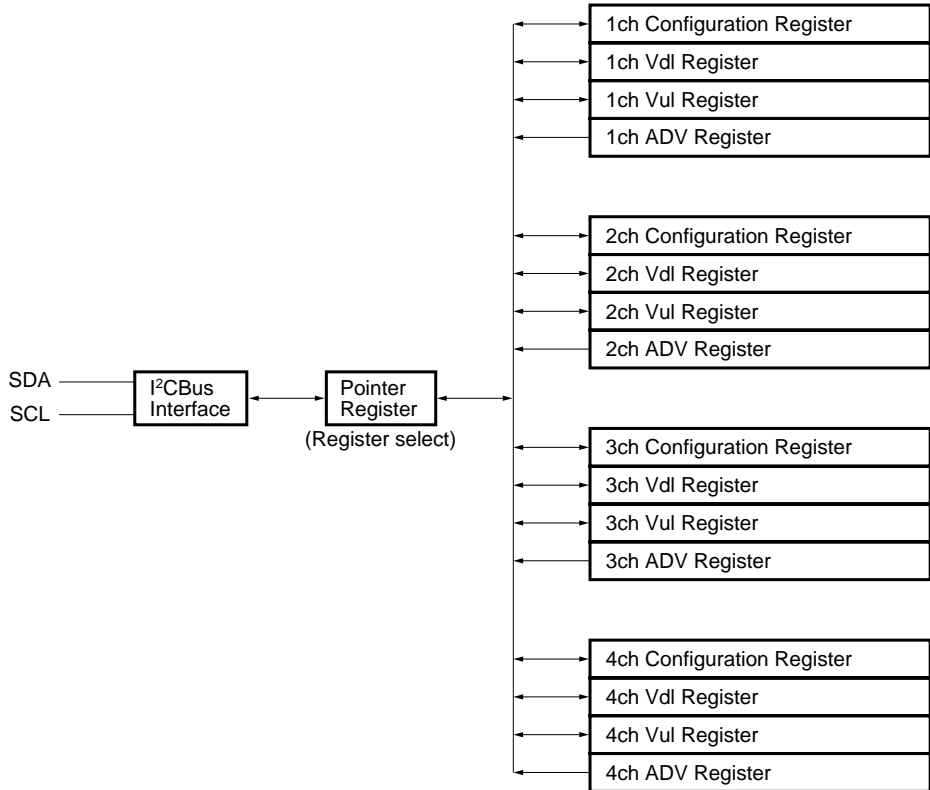 1ch Configuration Register
1ch Vdl Register
1ch Vul Register
1ch ADV Register
2ch Configuration Register
2ch Vdl Register
2ch Vul Register
2ch ADV Register
SDA
SCL
I²CBus
Interface
Pointer
Register
(Register select)
3ch Configuration Register
3ch Vdl Register
3ch Vul Register
3ch ADV Register
4ch Configuration Register
4ch Vdl Register
4ch Vul Register
4ch ADV Register